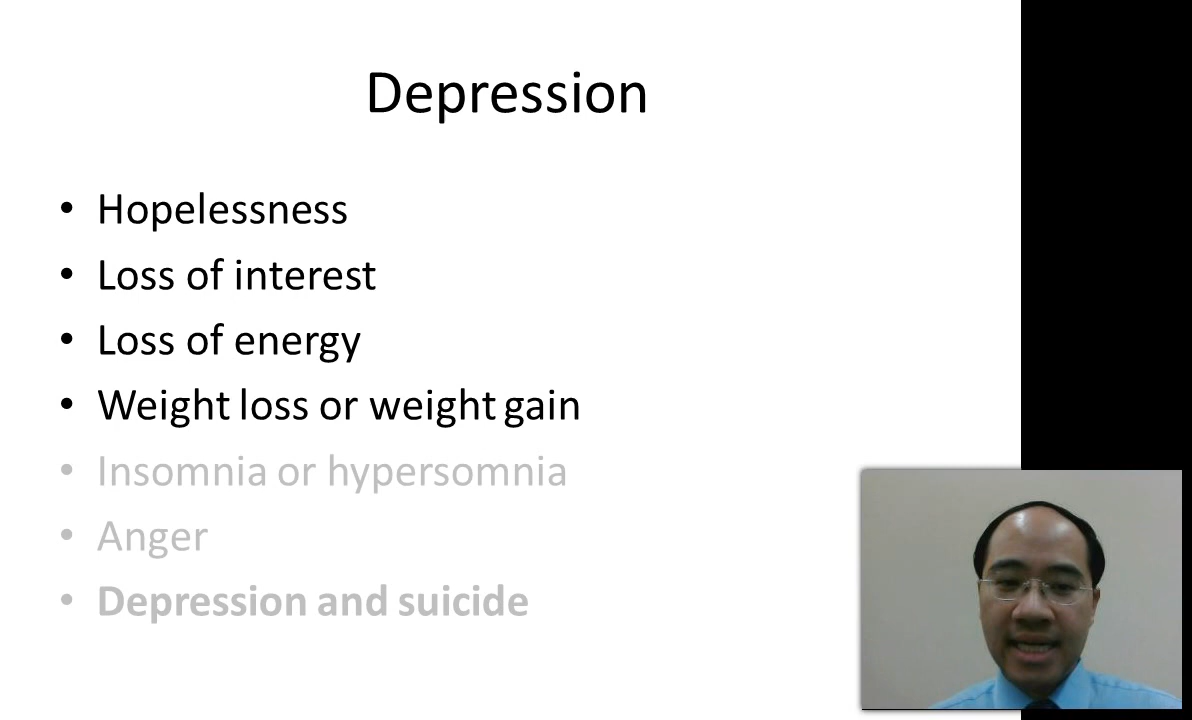 Depression
• Hopelessness
• Loss of interest
• Loss of energy
• Weight loss or weight gain
• Insomnia or hypersomnia
• Anger
• Depression and suicide